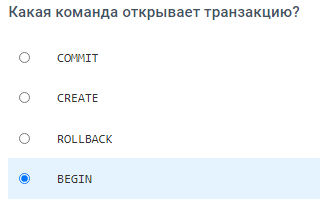 Какая команда открывает транзакцию?
COMMIT
CREATE
ROLLBACK
BEGIN